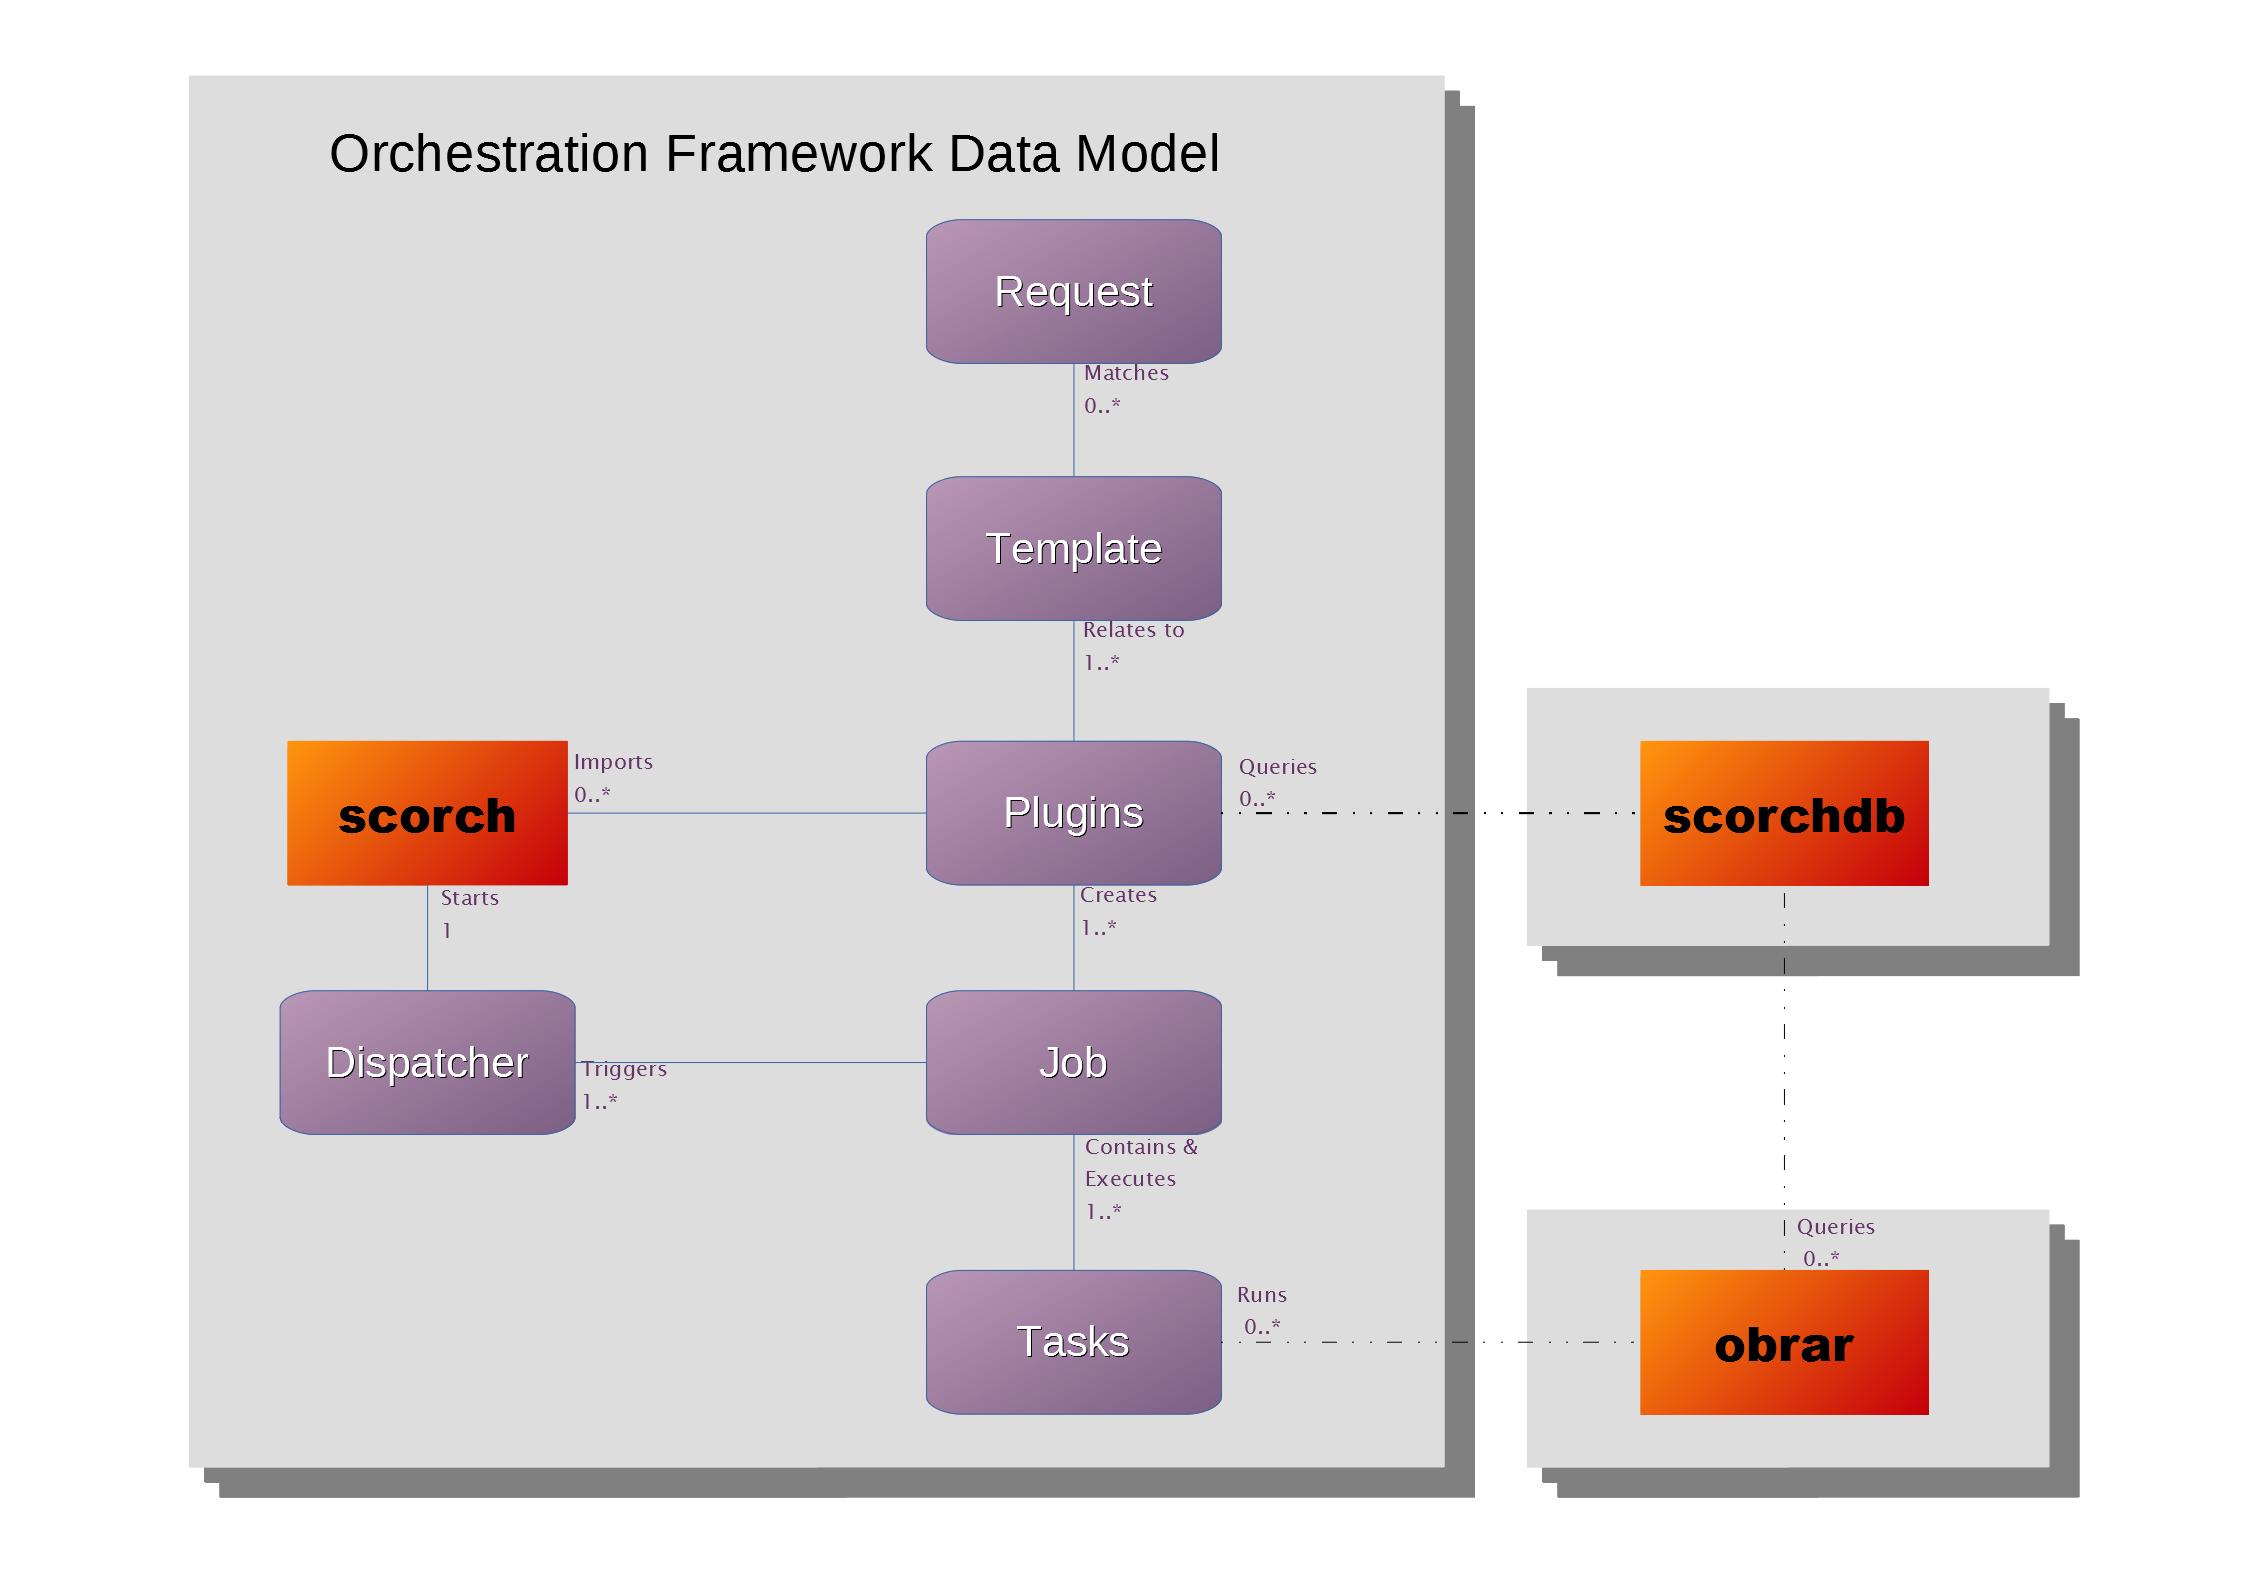 Orchestration Framework Data Model
Request
Matches
0..*
Template
Relates to
1..*
scorch
Imports
0..*
Plugins
Queries
0..*
scorchdb
Starts
1
Creates
1..*
Dispatcher
Triggers
1..*
Job
Contains &
Executes
1..*
Queries
0..*
Tasks
Runs
0..*
obrar